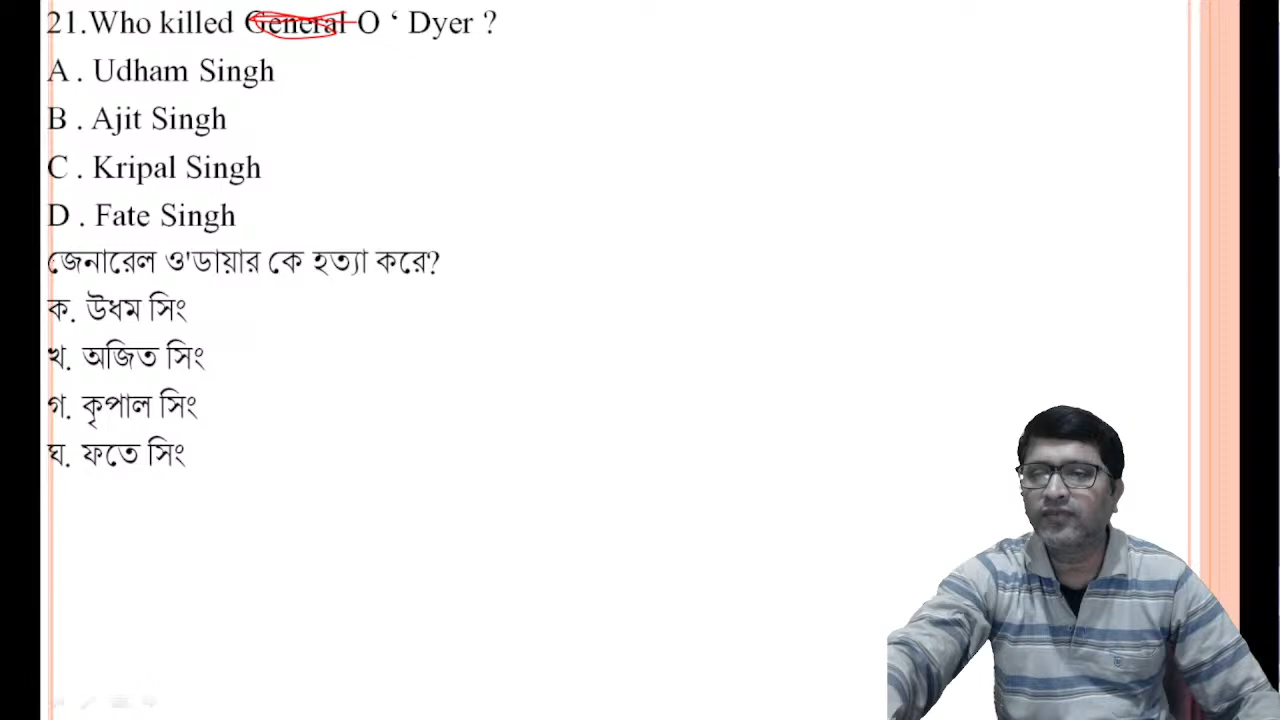 21.Who killed General O ‘ Dyer ?
A . Udham Singh
B . Ajit Singh
C . Kripal Singh
D . Fate Singh
জেনারেল ও'ডায়ার কে হত্যা করে?
ক. উধম সিং
খ. অজিত সিং
গ. কৃপাল সিং
ঘ. ফতে সিং